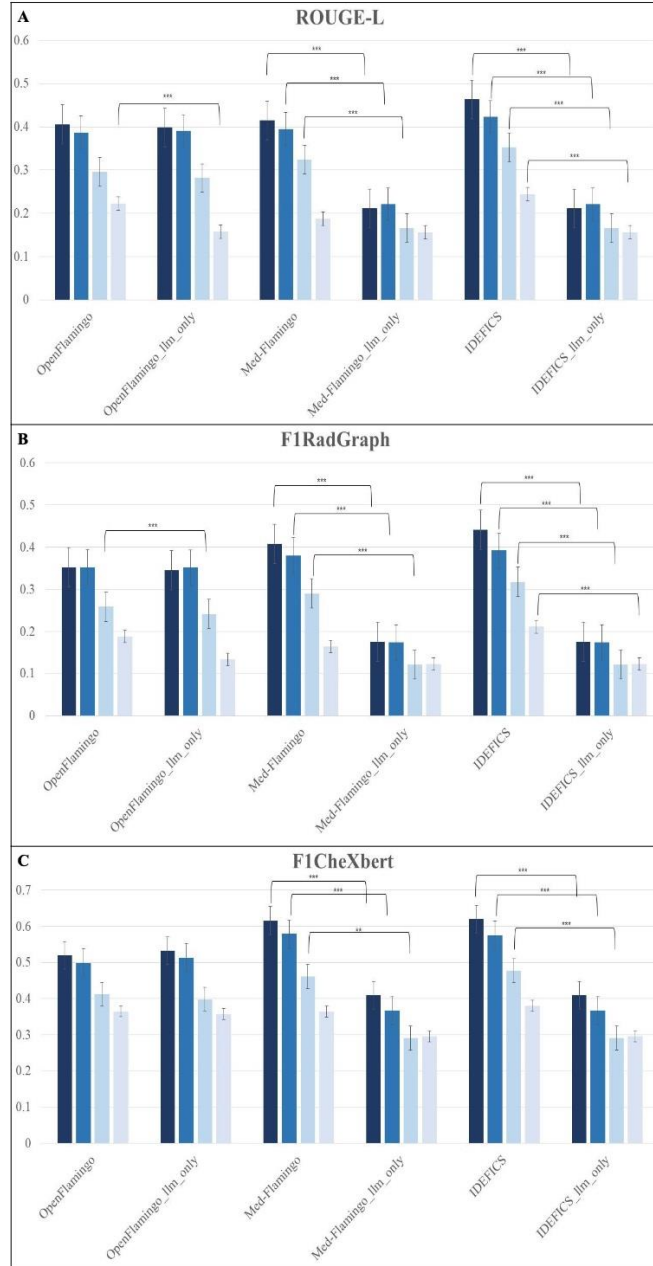 A
ROUGE-L
*** *** *** *** *** *** *** ***
0.6
0.5
0.4
0.3
0.2
0.1
0
OpenFlamingo
OpenFlamingo_llm_only
Med-Flamingo
Med-Flamingo_llm_only
IDEFICS
IDEFICS_llm_only
B
F1RadGraph
*** *** *** *** *** *** *** ***
0.6
0.5
0.4
0.3
0.2
0.1
0
OpenFlamingo
OpenFlamingo_llm_only
Med-Flamingo
Med-Flamingo_llm_only
IDEFICS
IDEFICS_llm_only
C
F1CheXbert
*** *** ** *** *** ***
0.7
0.6
0.5
0.4
0.3
0.2
0.1
0
OpenFlamingo
OpenFlamingo_llm_only
Med-Flamingo
Med-Flamingo_llm_only
IDEFICS
IDEFICS_llm_only